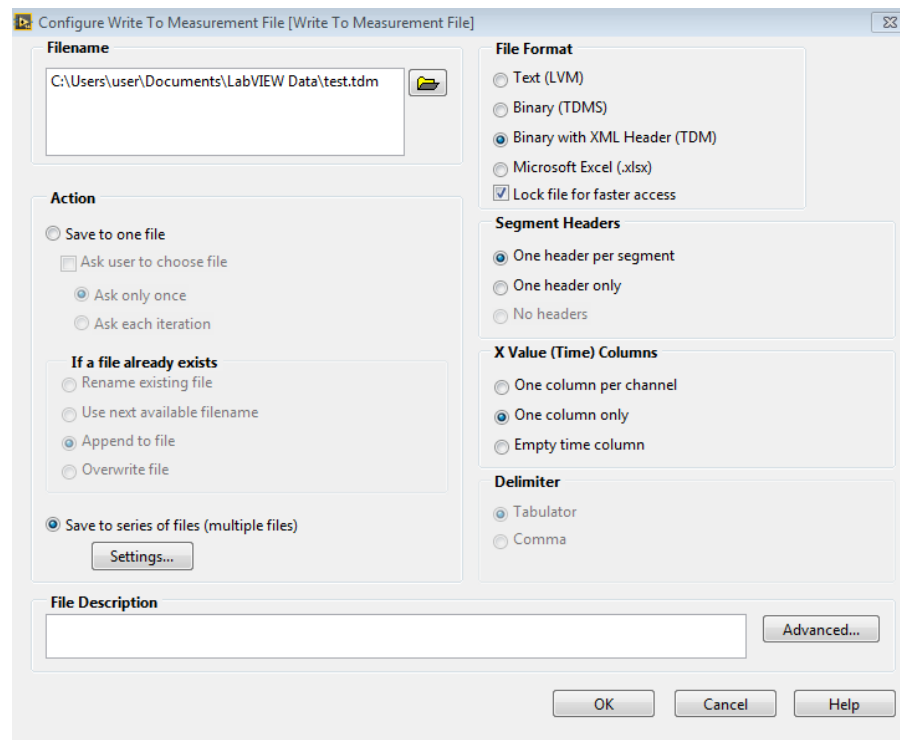 Configure Write To Measurement File [Write To Measurement File]
Filename
C:\Users\user\Documents\LabVIEW Data\test.tdm
Action
Save to one file
Ask user to choose file
Ask only once
Ask each iteration
If a file already exists
Rename existing file
Use next available filename
Append to file
Overwrite file
Save to series of files (multiple files)
Settings...
File Format
Text (LVM)
Binary (TDMS)
Binary with XML Header (TDM)
Microsoft Excel (.xlsx)
Lock file for faster access
Segment Headers
One header per segment
One header only
No headers
X Value (Time) Columns
One column per channel
One column only
Empty time column
Delimiter
Tabulator
Comma
File Description
Advanced...
OK
Cancel
Help